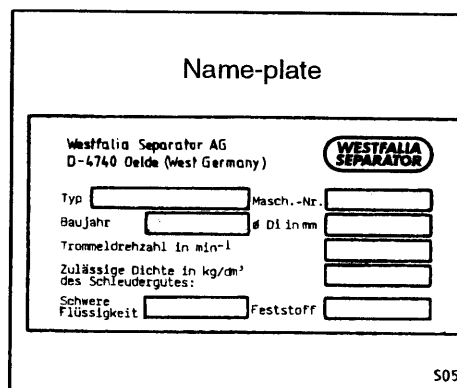 Name-plate
Westfalia Separator AG
D-4740 Oelde (West Germany)
WESTFALIA
SEPARATOR
Typ Masch.-Nr.
Baujahr ø Di in mm
Trommeldrehzahl in min-1
Zulässige Dichte in kg/dm³
des Schleudergutes:
Schwere
Flüssigkeit Feststoff
S05